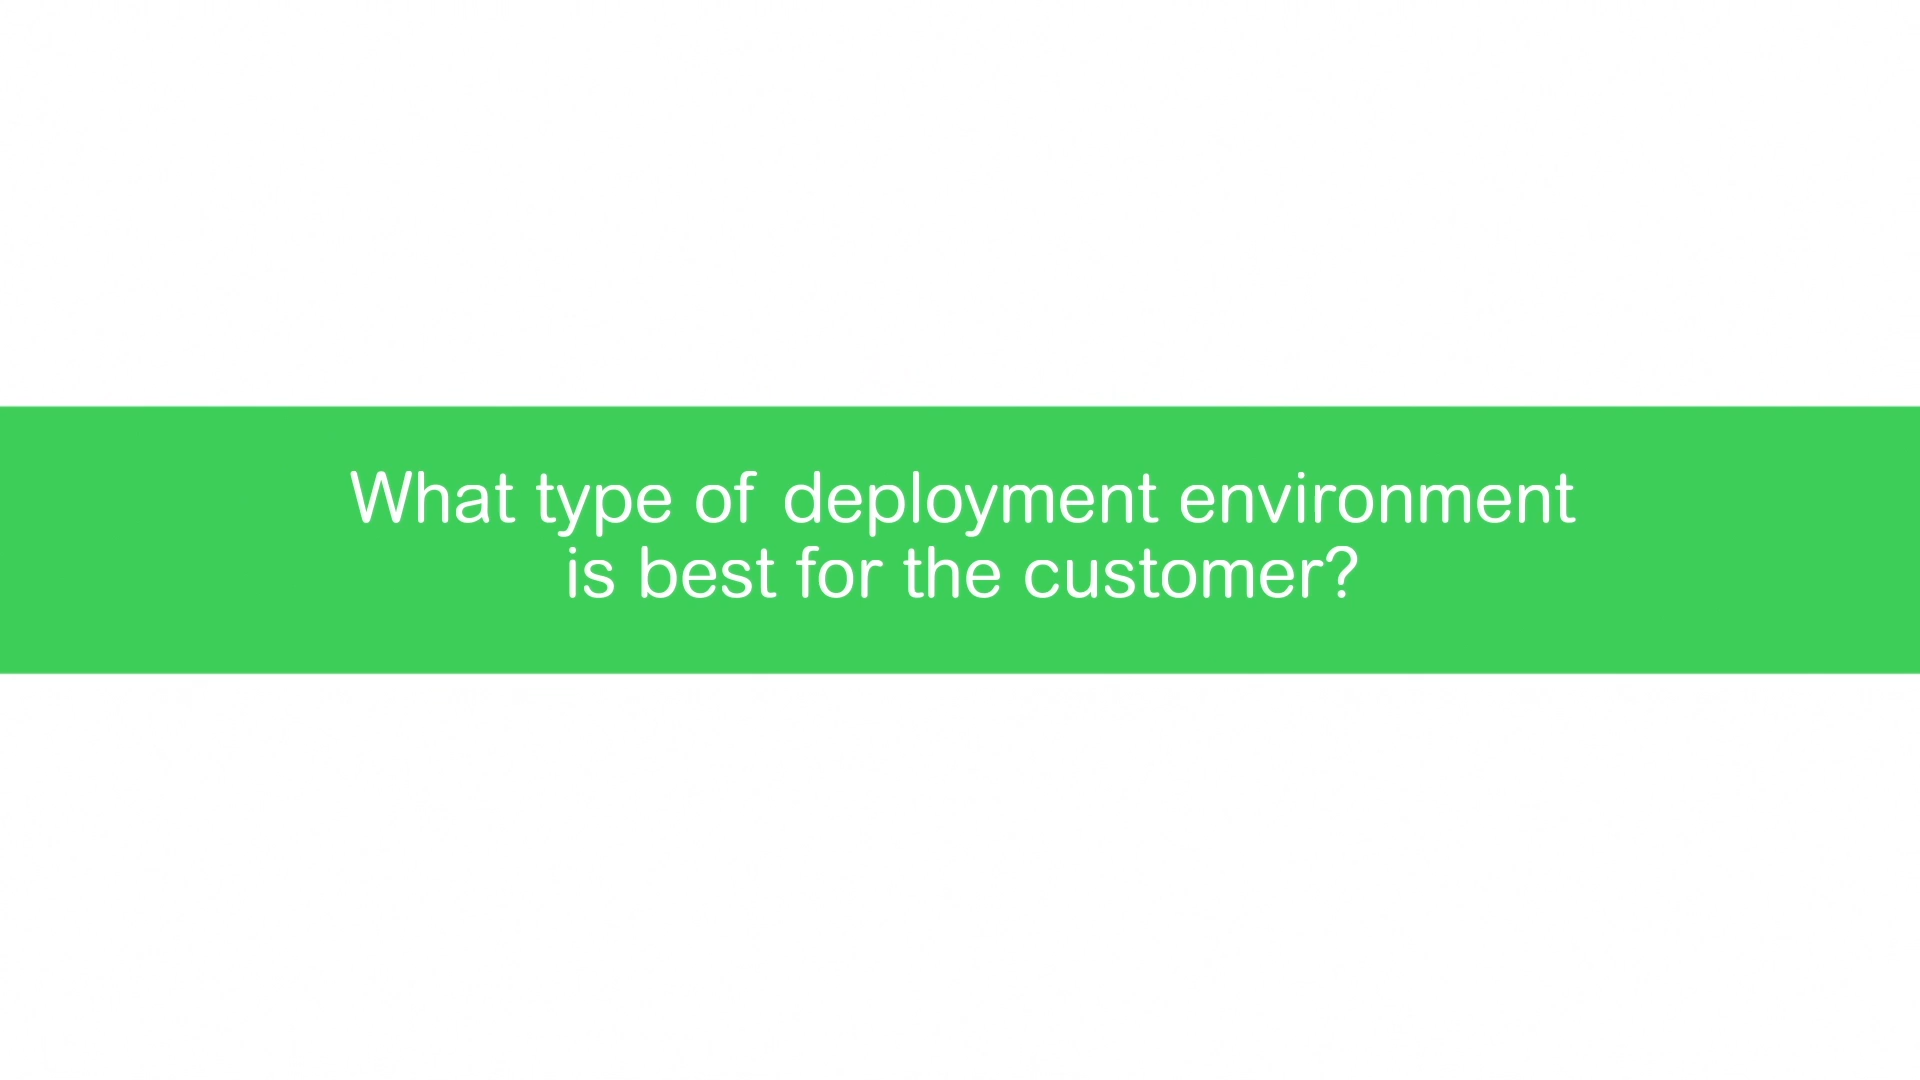 What type of deployment environment
is best for the customer?